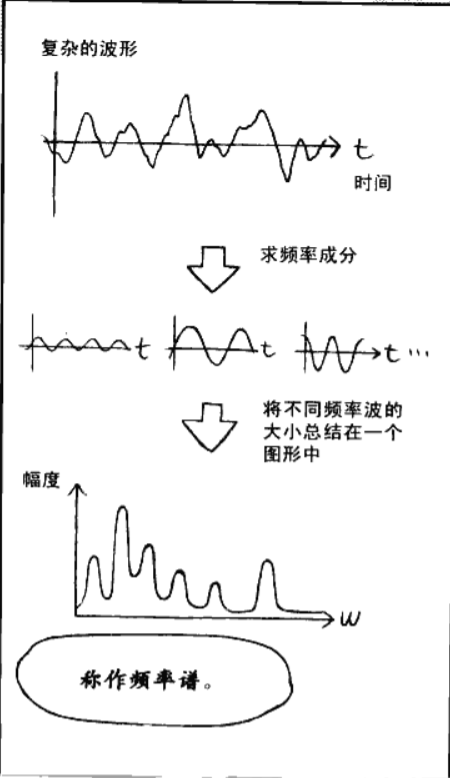 复杂的波形
t
时间
求频率成分
t t t …
将不同频率波的
大小总结在一个
图形中
幅度
ω
称作频率谱。